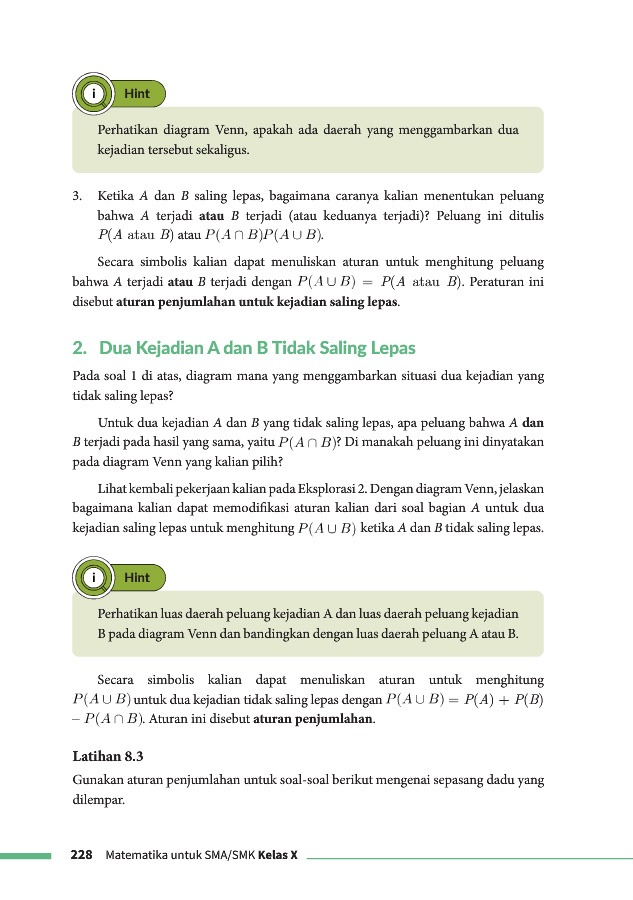 i Hint
Perhatikan diagram Venn, apakah ada daerah yang menggambarkan dua
kejadian tersebut sekaligus.
3. Ketika A dan B saling lepas, bagaimana caranya kalian menentukan peluang
bahwa A terjadi atau B terjadi (atau keduanya terjadi)? Peluang ini ditulis
P(A atau B) atau P(A ∩ B)P(A ∪ B).
Secara simbolis kalian dapat menuliskan aturan untuk menghitung peluang
bahwa A terjadi atau B terjadi dengan P(A ∪ B) = P(A atau B). Peraturan ini
disebut aturan penjumlahan untuk kejadian saling lepas.
2. Dua Kejadian A dan B Tidak Saling Lepas
Pada soal 1 di atas, diagram mana yang menggambarkan situasi dua kejadian yang
tidak saling lepas?
Untuk dua kejadian A dan B yang tidak saling lepas, apa peluang bahwa A dan
B terjadi pada hasil yang sama, yaitu P(A ∩ B)? Di manakah peluang ini dinyatakan
pada diagram Venn yang kalian pilih?
Lihat kembali pekerjaan kalian pada Eksplorasi 2. Dengan diagram Venn, jelaskan
bagaimana kalian dapat memodifikasi aturan kalian dari soal bagian A untuk dua
kejadian saling lepas untuk menghitung P(A ∪ B) ketika A dan B tidak saling lepas.
i Hint
Perhatikan luas daerah peluang kejadian A dan luas daerah peluang kejadian
B pada diagram Venn dan bandingkan dengan luas daerah peluang A atau B.
Secara simbolis kalian dapat menuliskan aturan untuk menghitung
P(A ∪ B) untuk dua kejadian tidak saling lepas dengan P(A ∪ B) = P(A) + P(B)
– P(A ∩ B). Aturan ini disebut aturan penjumlahan.
Latihan 8.3
Gunakan aturan penjumlahan untuk soal-soal berikut mengenai sepasang dadu yang
dilempar.
228 Matematika untuk SMA/SMK Kelas X